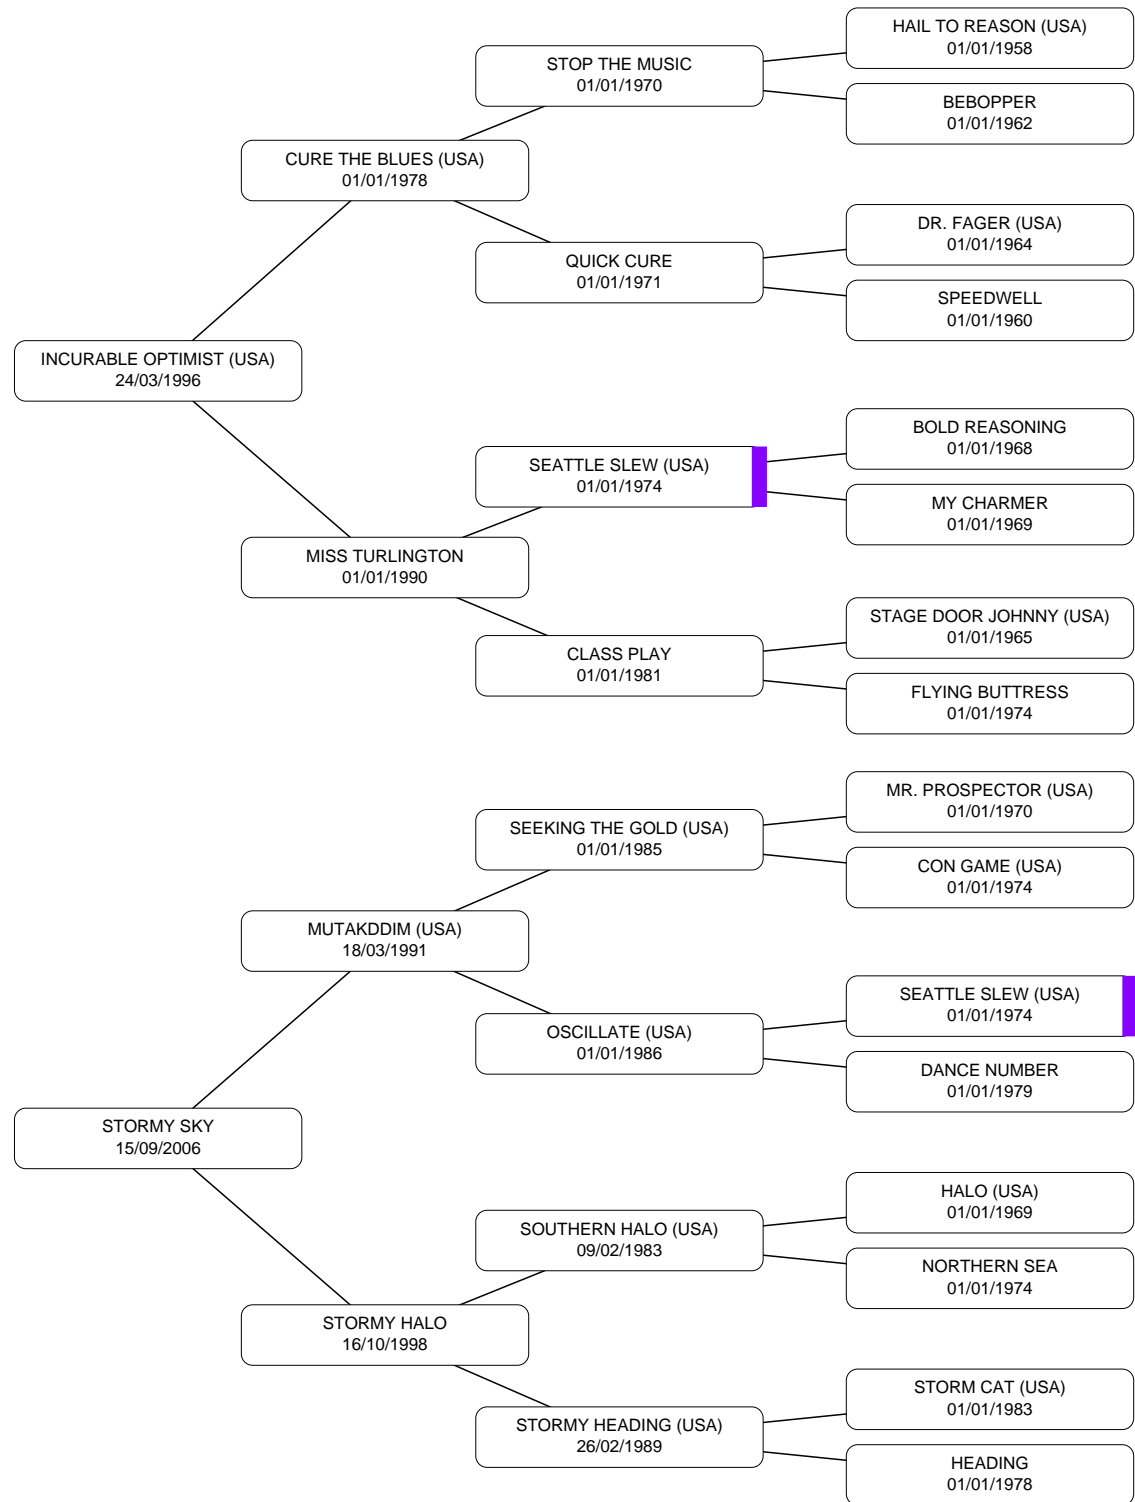 HAIL TO REASON (USA)
01/01/1958
STOP THE MUSIC
01/01/1970
BEBOPPER
01/01/1962
CURE THE BLUES (USA)
01/01/1978
DR. FAGER (USA)
01/01/1964
QUICK CURE
01/01/1971
SPEEDWELL
01/01/1960
INCURABLE OPTIMIST (USA)
24/03/1996
BOLD REASONING
01/01/1968
SEATTLE SLEW (USA)
01/01/1974
MY CHARMER
01/01/1969
MISS TURLINGTON
01/01/1990
STAGE DOOR JOHNNY (USA)
01/01/1965
CLASS PLAY
01/01/1981
FLYING BUTTRESS
01/01/1974
MR. PROSPECTOR (USA)
01/01/1970
SEEKING THE GOLD (USA)
01/01/1985
CON GAME (USA)
01/01/1974
MUTAKDDIM (USA)
18/03/1991
SEATTLE SLEW (USA)
01/01/1974
OSCILLATE (USA)
01/01/1986
DANCE NUMBER
01/01/1979
STORMY SKY
15/09/2006
HALO (USA)
01/01/1969
SOUTHERN HALO (USA)
09/02/1983
NORTHERN SEA
01/01/1974
STORMY HALO
16/10/1998
STORM CAT (USA)
01/01/1983
STORMY HEADING (USA)
26/02/1989
HEADING
01/01/1978